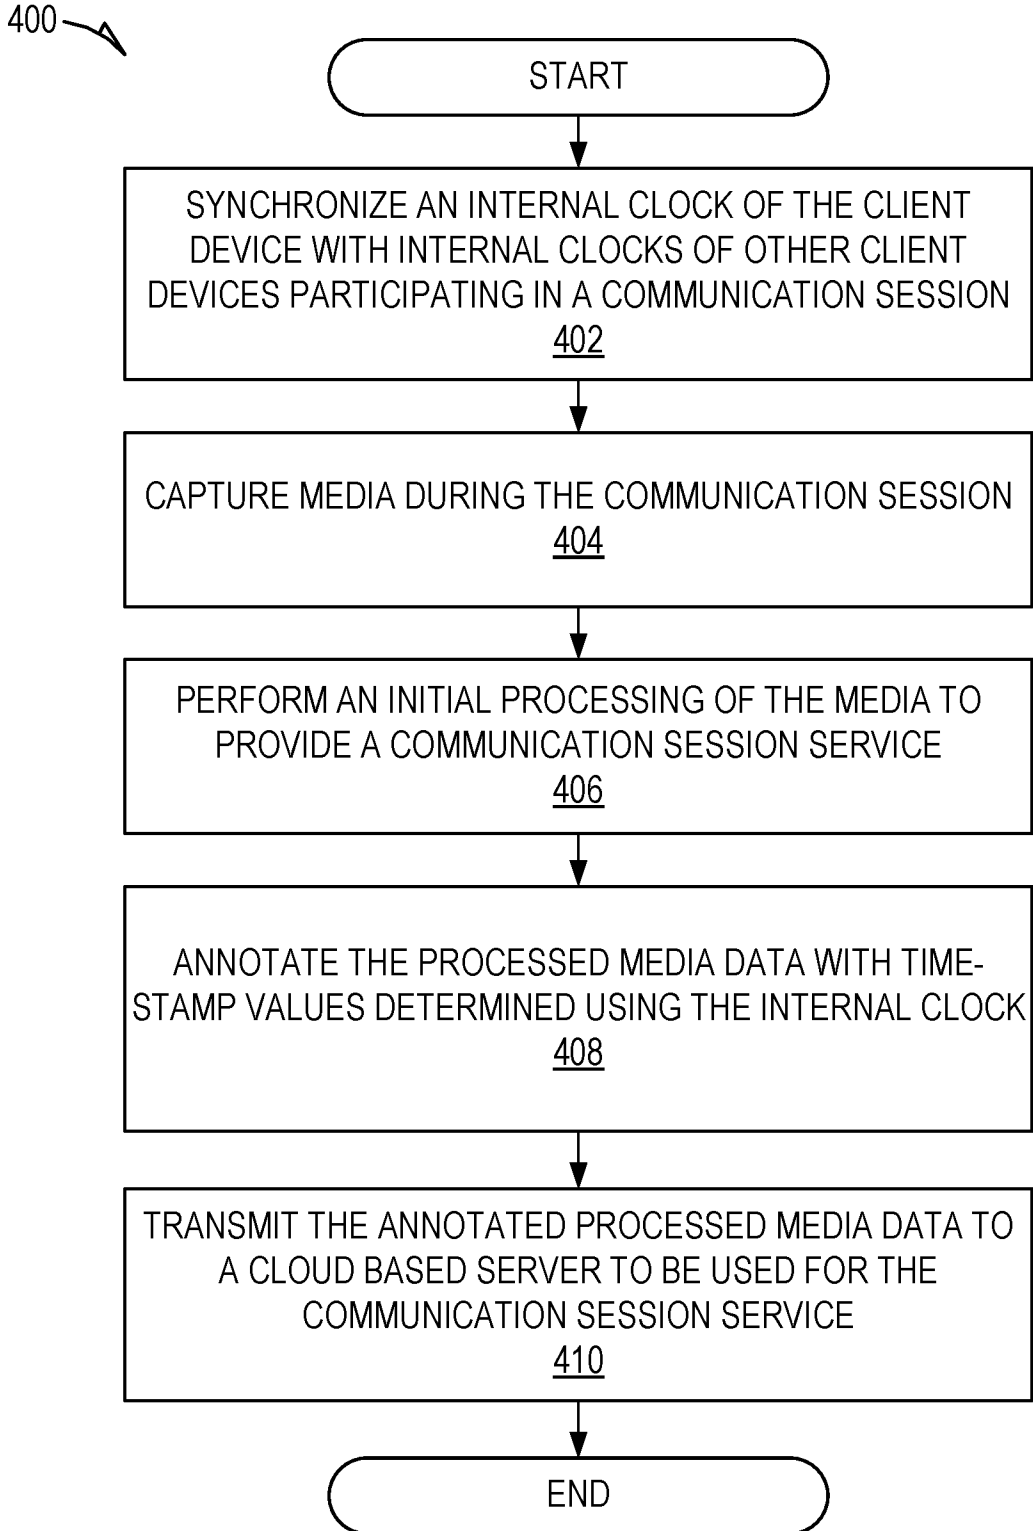 400
START
SYNCHRONIZE AN INTERNAL CLOCK OF THE CLIENT
DEVICE WITH INTERNAL CLOCKS OF OTHER CLIENT
DEVICES PARTICIPATING IN A COMMUNICATION SESSION
402
CAPTURE MEDIA DURING THE COMMUNICATION SESSION
404
PERFORM AN INITIAL PROCESSING OF THE MEDIA TO
PROVIDE A COMMUNICATION SESSION SERVICE
406
ANNOTATE THE PROCESSED MEDIA DATA WITH TIME-
STAMP VALUES DETERMINED USING THE INTERNAL CLOCK
408
TRANSMIT THE ANNOTATED PROCESSED MEDIA DATA TO
A CLOUD BASED SERVER TO BE USED FOR THE
COMMUNICATION SESSION SERVICE
410
END